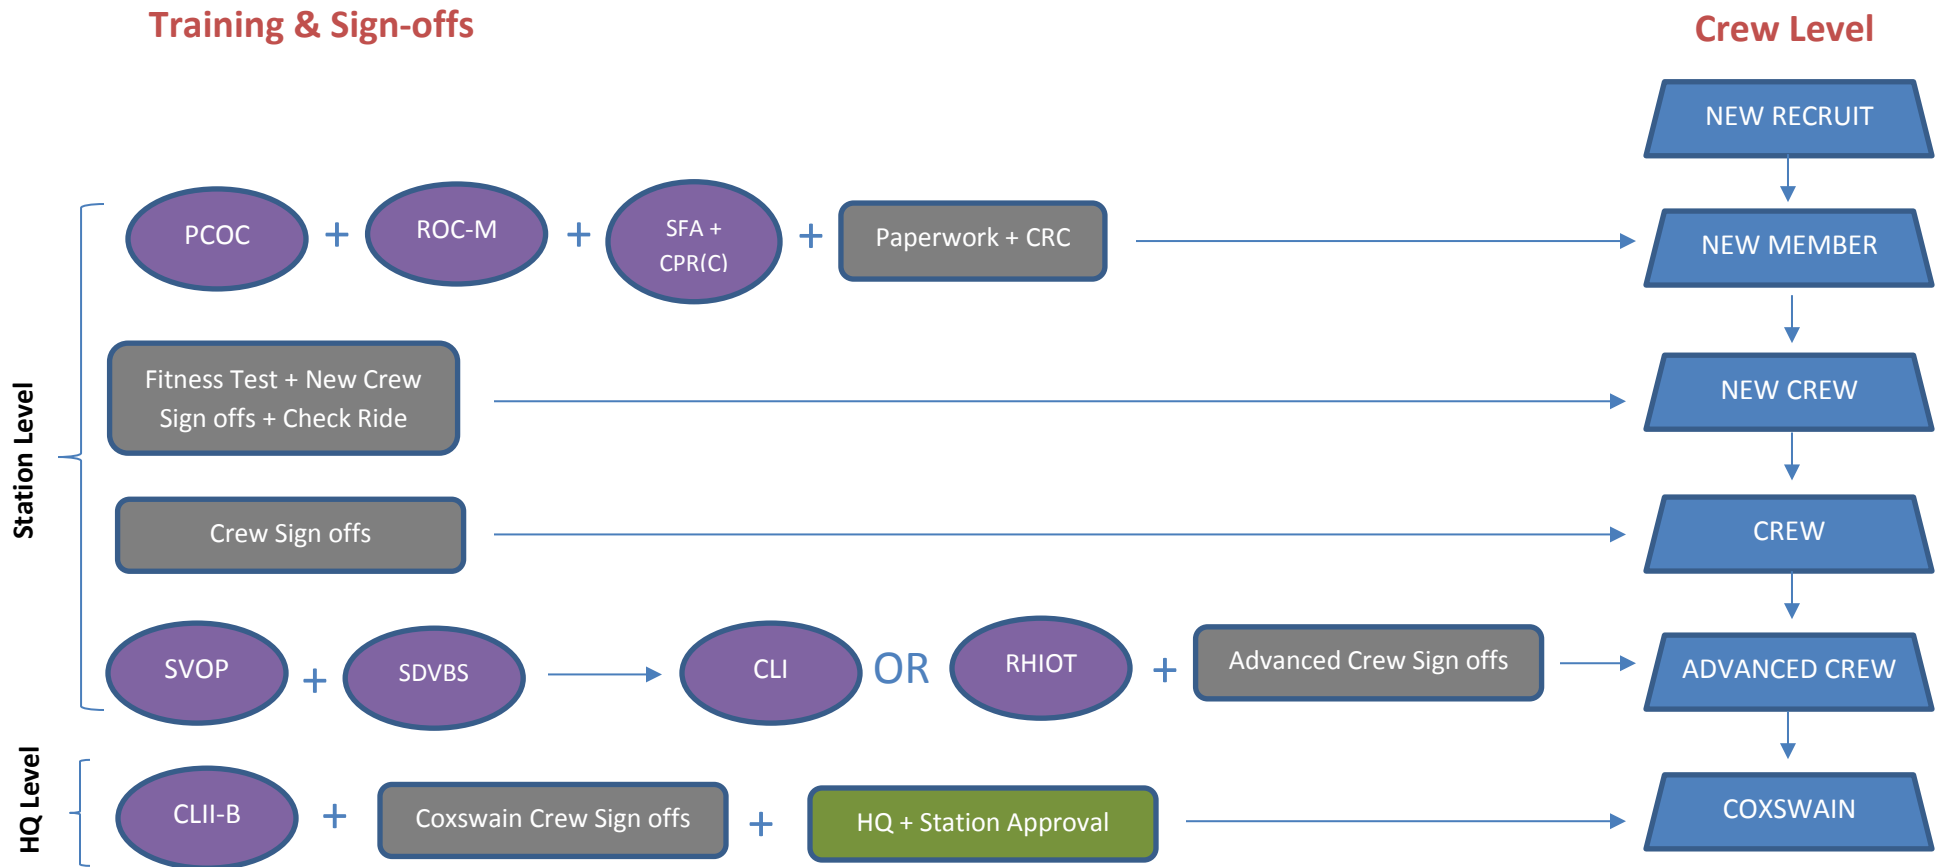 Training & Sign-offs
Crew Level
NEW RECRUIT
Station Level
PCOC
+
ROC-M
+
SFA +
CPR(C)
+
Paperwork + CRC
NEW MEMBER
Fitness Test + New Crew
Sign offs + Check Ride
NEW CREW
Crew Sign offs
CREW
SVOP
+
SDVBS
CLI
OR
RHIOT
+
Advanced Crew Sign offs
ADVANCED CREW
HQ Level
CLII-B
+
Coxswain Crew Sign offs
+
HQ + Station Approval
COXSWAIN